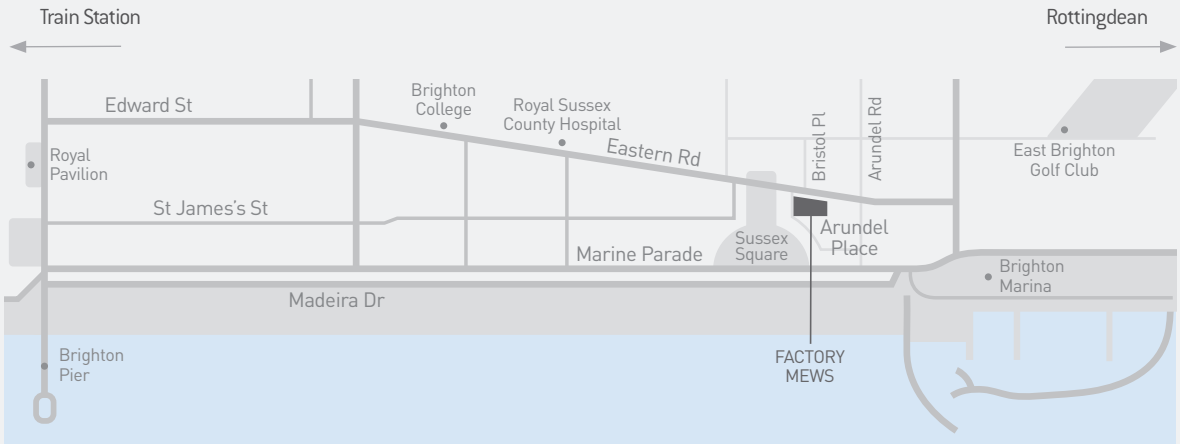 Train Station
Rottingdean
Edward St
Brighton
College
Royal Sussex
County Hospital
Eastern Rd
Bristol Pl
Arundel Rd
East Brighton
Golf Club
Royal
Pavilion
St James's St
Marine Parade
Sussex
Square
Arundel
Place
Brighton
Marina
Madeira Dr
Brighton
Pier
FACTORY
MEWS